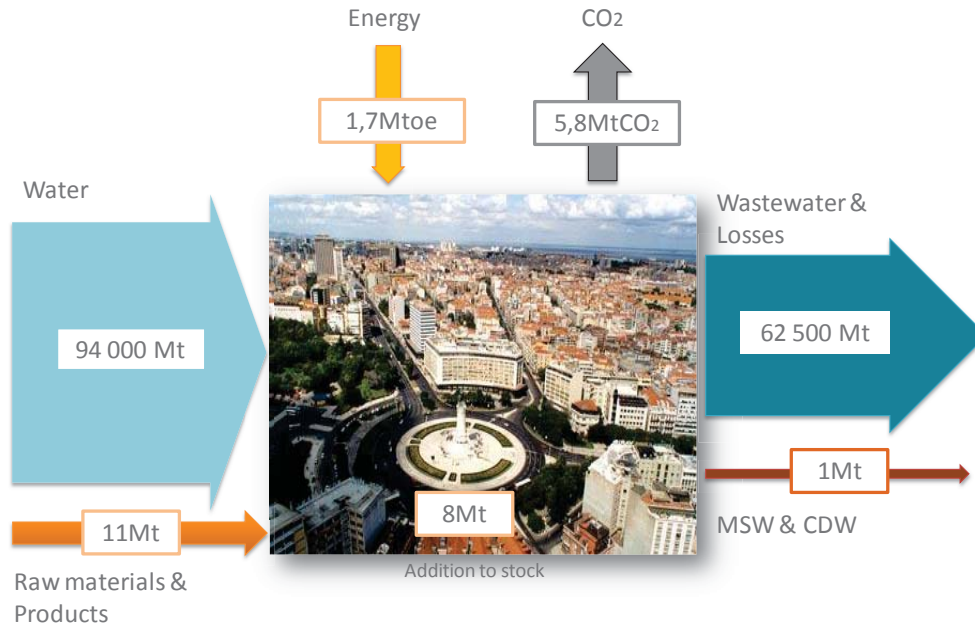 Energy
CO2
1,7Mtoe
5,8MtCO2
Water
Wastewater &
Losses
94 000 Mt
62 500 Mt
1Mt
11Mt
8Mt
MSW & CDW
Addition to stock
Raw materials &
Products